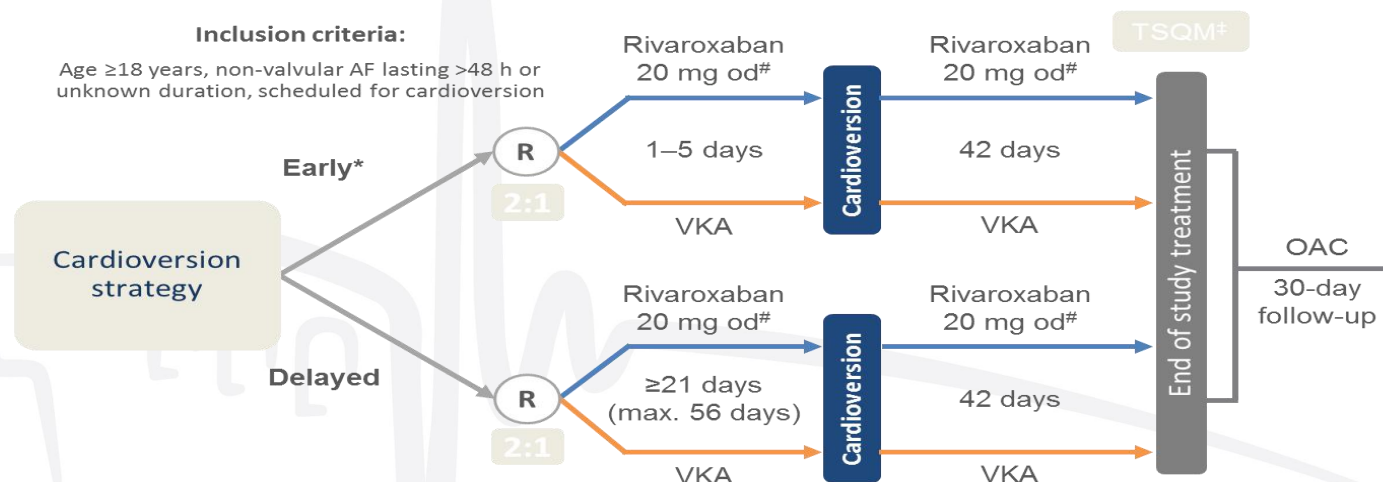 Inclusion criteria:
Age ≥18 years, non-valvular AF lasting >48 h or
unknown duration, scheduled for cardioversion
TSQM‡
Cardioversion
strategy
Early*
R
2:1
Rivaroxaban
20 mg od#
1–5 days
VKA
Cardioversion
Rivaroxaban
20 mg od#
42 days
VKA
Delayed
R
2:1
Rivaroxaban
20 mg od#
≥21 days
(max. 56 days)
VKA
Cardioversion
Rivaroxaban
20 mg od#
42 days
VKA
End of study treatment
OAC
30-day
follow-up